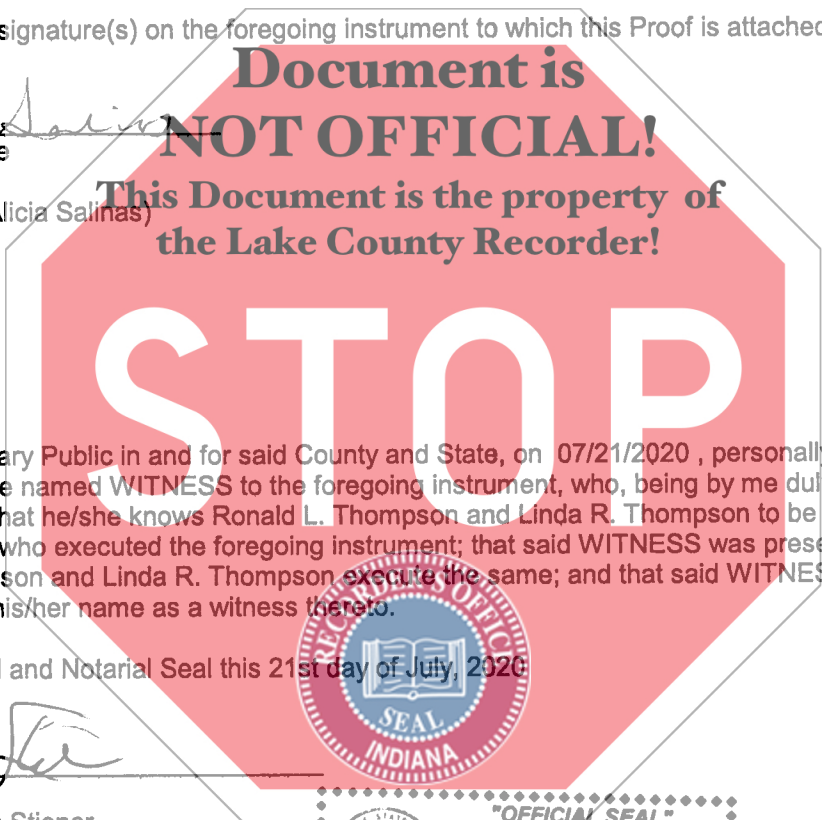 signature(s) on the foregoing instrument to which this Proof is attached
Document is
NOT OFFICIAL!
This Document is the property of
licia Salinas)
the Lake County Recorder!
STOP
ary Public in and for said County and State, on 07/21/2020 , personally
e named WITNESS to the foregoing instrument, who, being by me dul
hat he/she knows Ronald L. Thompson and Linda R. Thompson to be
who executed the foregoing instrument; that said WITNESS was prese
son and Linda R. Thompson execute the same; and that said WITNES
his/her name as a witness thereto.
l and Notarial Seal this 21st day of July, 2020
RECORDER'S OFFICE
SEAL
INDIANA
"OFFICIAL SEAL"